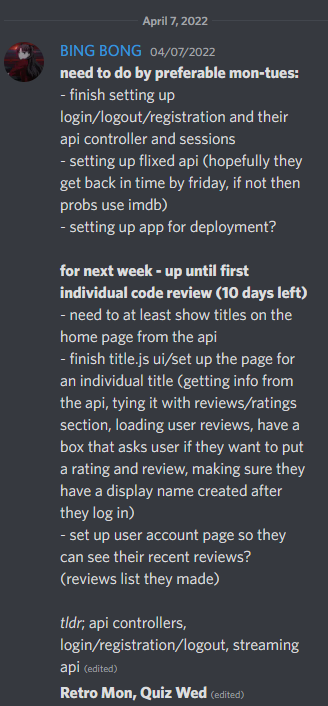 April 7, 2022
BING BONG 04/07/2022
need to do by preferable mon-tues:
- finish setting up
login/logout/registration and their
api controller and sessions
- setting up flixed api (hopefully they
get back in time by friday, if not then
probs use imdb)
- setting up app for deployment?
for next week - up until first
individual code review (10 days left)
- need to at least show titles on the
home page from the api
- finish title.js ui/set up the page for
an individual title (getting info from
the api, tying it with reviews/ratings
section, loading user reviews, have a
box that asks user if they want to put
a rating and review, making sure they
have a display name created after
they log in)
- set up user account page so they
can see their recent reviews?
(reviews list they made)
tldr; api controllers,
login/registration/logout, streaming
api (edited)
Retro Mon, Quiz Wed (edited)